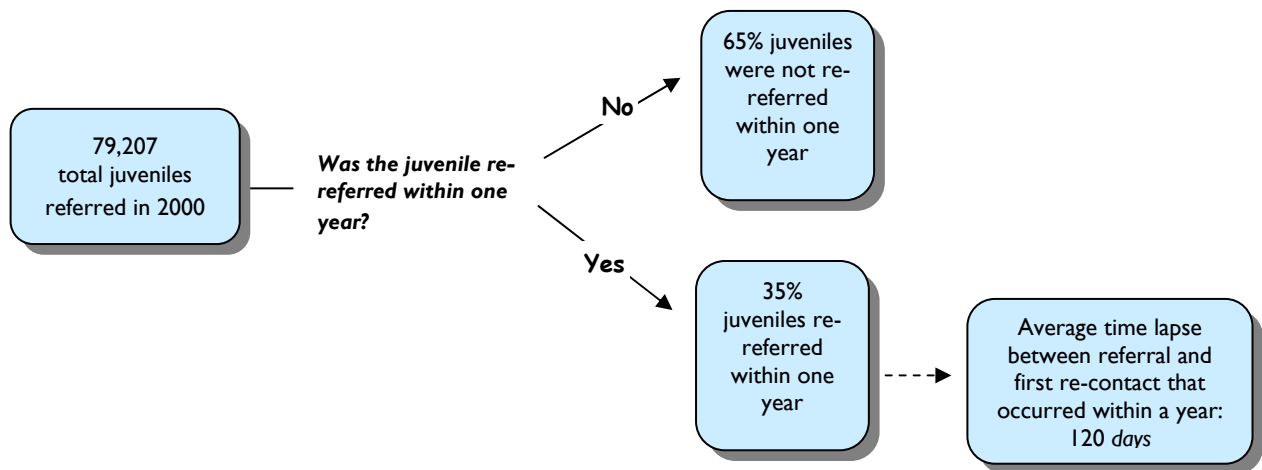 79,207
total juveniles
referred in 2000
Was the juvenile re-
referred within one
year?
No
65% juveniles
were not re-
referred
within one
year
Yes
35%
juveniles re-
referred
within one
year
Average time lapse
between referral and
first re-contact that
occurred within a year:
120 days